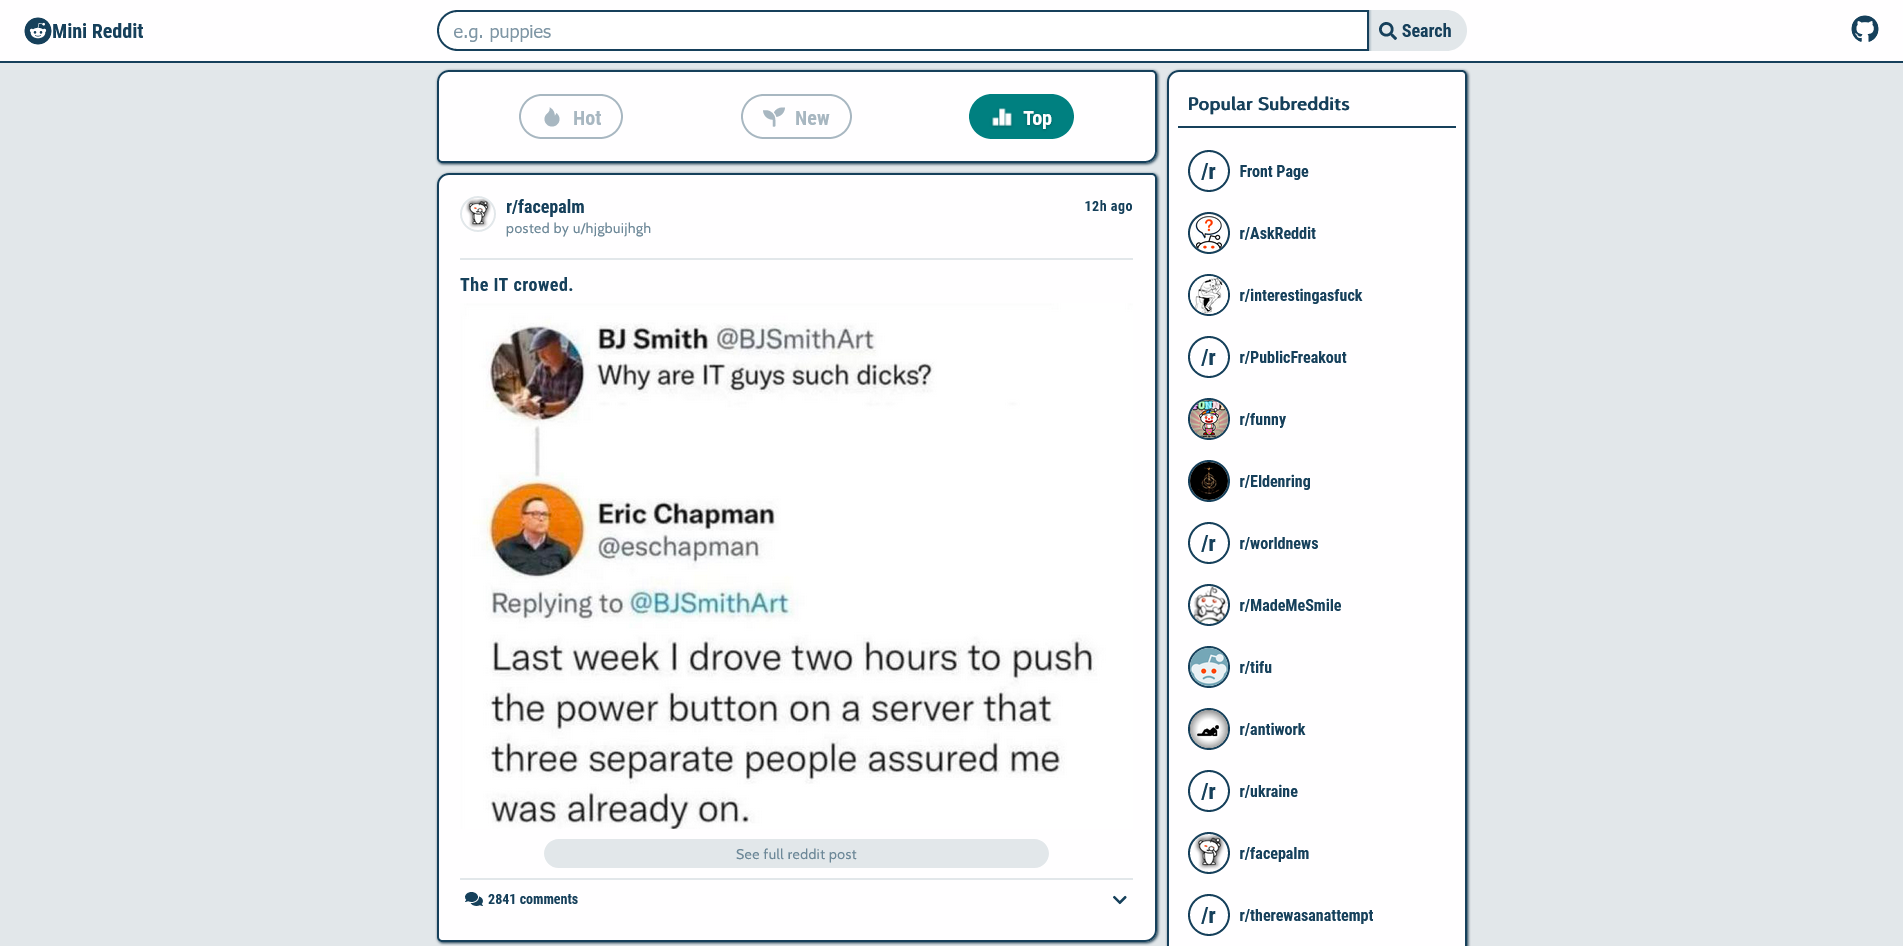 Mini Reddit
e.g. puppies
Search
Hot
New
Top
r/facepalm
12h ago
posted by u/hjgbuijhgh
The IT crowed.
BJ Smith @BJSmithArt
Why are IT guys such dicks?
Eric Chapman
@eschapman
Replying to @BJSmithArt
Last week I drove two hours to push
the power button on a server that
three separate people assured me
was already on.
See full reddit post
2841 comments
Popular Subreddits
/r Front Page
r/AskReddit
r/interestingasfuck
/r r/PublicFreakout
r/funny
r/Eldenring
/r r/worldnews
r/MadeMeSmile
r/tifu
r/antiwork
/r r/ukraine
r/facepalm
/r r/therewasanattempt